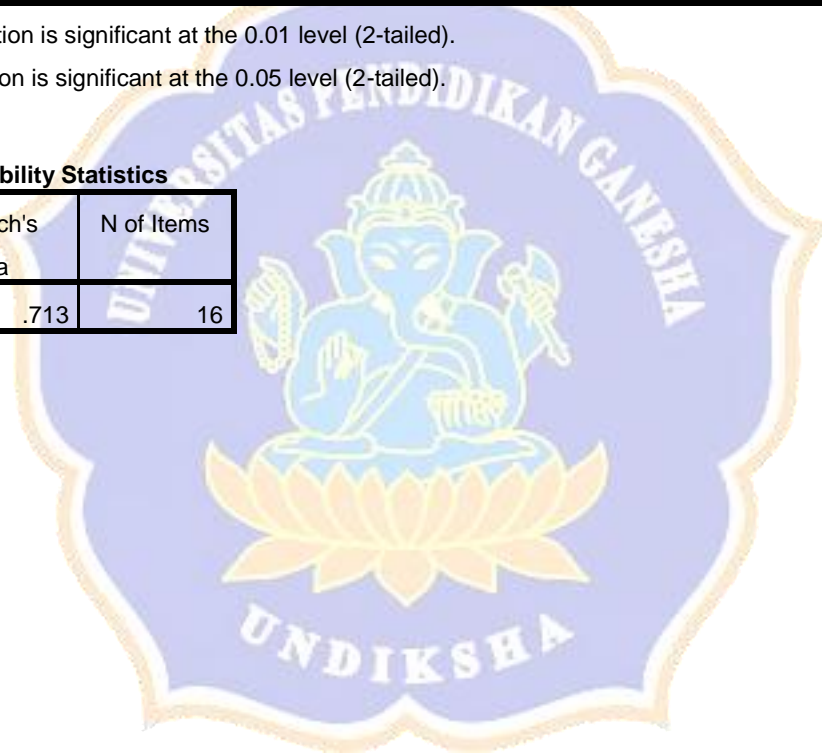 tion is significant at the 0.01 level (2-tailed).
on is significant at the 0.05 level (2-tailed).
bility Statistics
ch's
a
N of Items
.713 16
UNIVERSITAS PENDIDIKAN GANESHA
UNDIKSHA